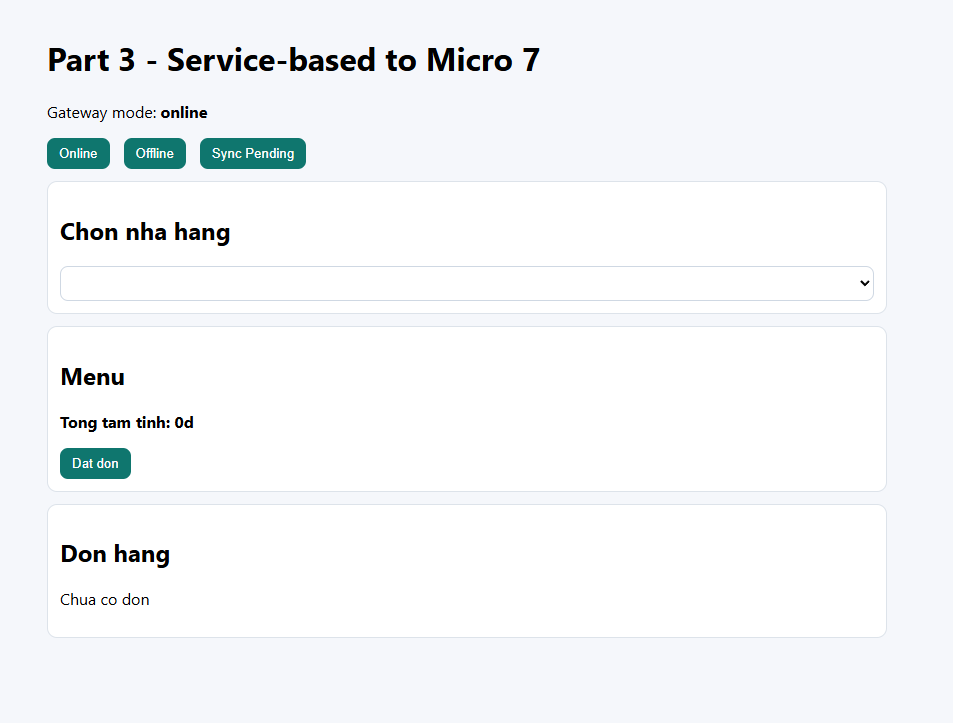 Part 3 - Service-based to Micro 7
Gateway mode: online
Online Offline Sync Pending
Chon nha hang
Menu
Tong tam tinh: 0d
Dat don
Don hang
Chua co don